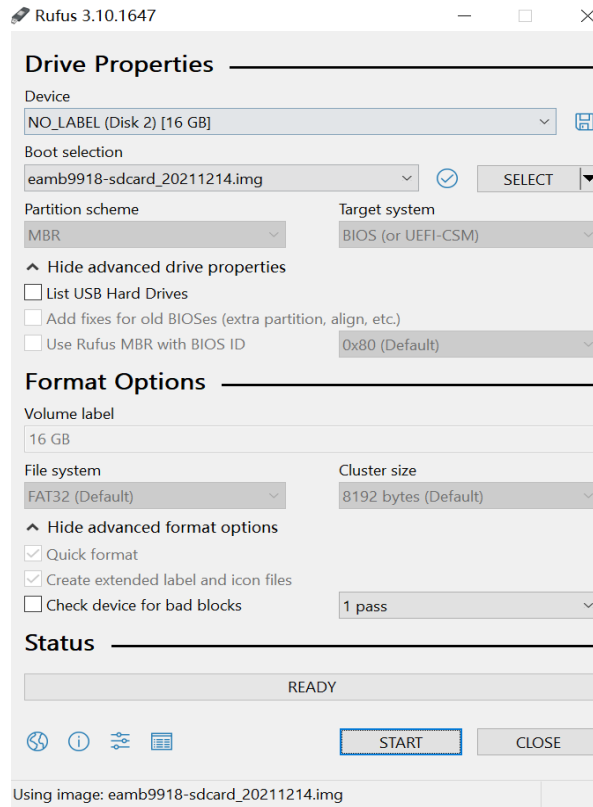 Rufus 3.10.1647
Drive Properties
Device
NO_LABEL (Disk 2) [16 GB]
Boot selection
eamb9918-sdcard_20211214.img
SELECT
Partition scheme
Target system
MBR
BIOS (or UEFI-CSM)
Hide advanced drive properties
List USB Hard Drives
Add fixes for old BIOSes (extra partition, align, etc.)
Use Rufus MBR with BIOS ID
0x80 (Default)
Format Options
Volume label
16 GB
File system
Cluster size
FAT32 (Default)
8192 bytes (Default)
Hide advanced format options
Quick format
Create extended label and icon files
Check device for bad blocks
1 pass
Status
READY
START
CLOSE
Using image: eamb9918-sdcard_20211214.img